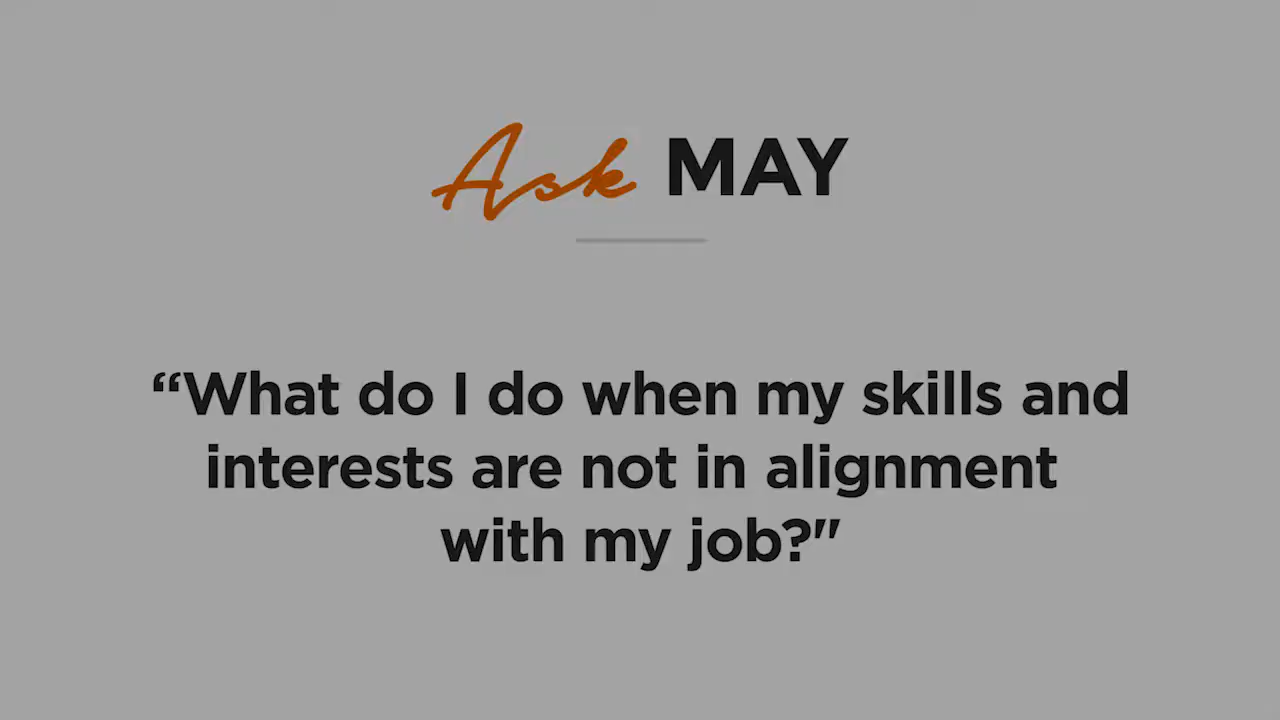 Ask MAY
“What do I do when my skills and
interests are not in alignment
with my job?"